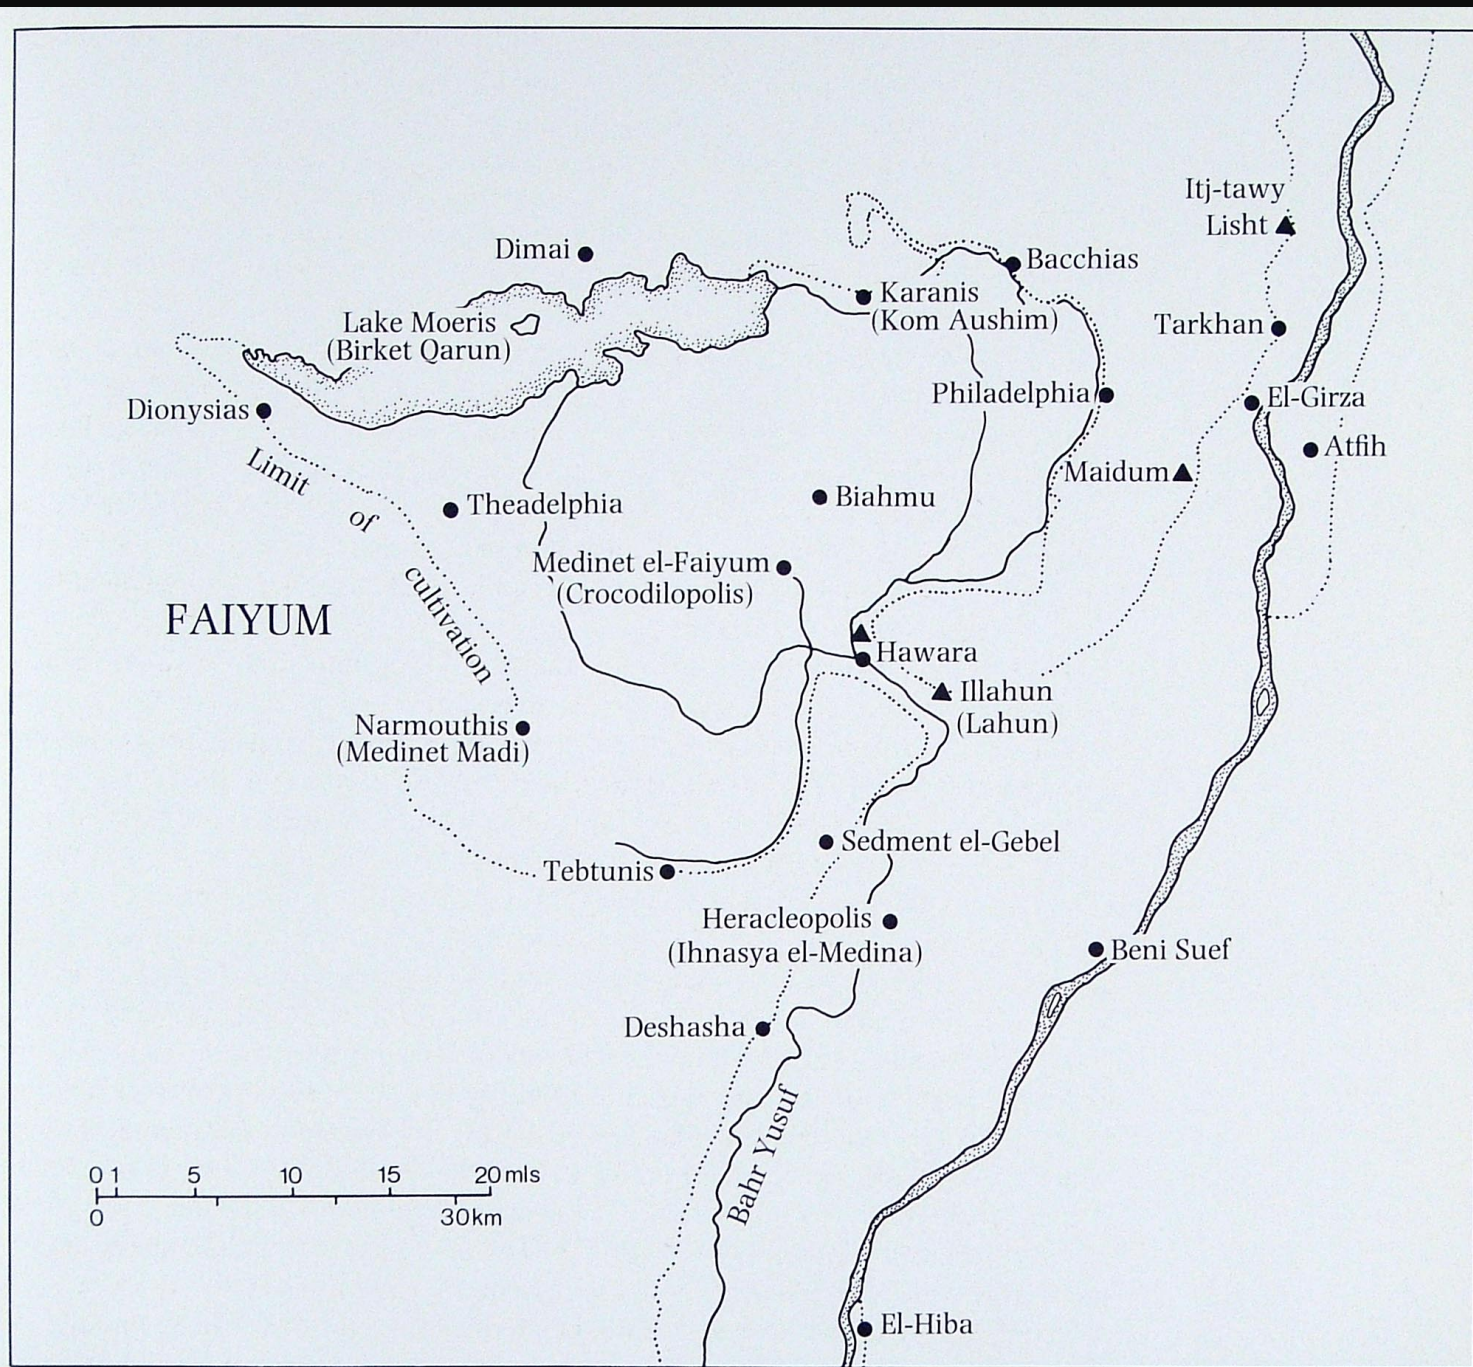 Itj-tawy
Lisht
Dimai
Bacchias
Karanis
(Kom Aushim)
Lake Moeris
(Birket Qarun)
Tarkhan
Dionysias
Philadelphia
El-Girza
Atfih
Limit
of
cultivation
Maidum
Theadelphia
Biahmu
Medinet el-Faiyum
(Crocodilopolis)
FAIYUM
Hawara
Illahun
(Lahun)
Narmouthis
(Medinet Madi)
Sedment el-Gebel
Tebtunis
Heracleopolis
(Ihnasya el-Medina)
Beni Suef
Deshasha
Bahr Yusuf
0 1 5 10 15 20 mls
0 30km
El-Hiba